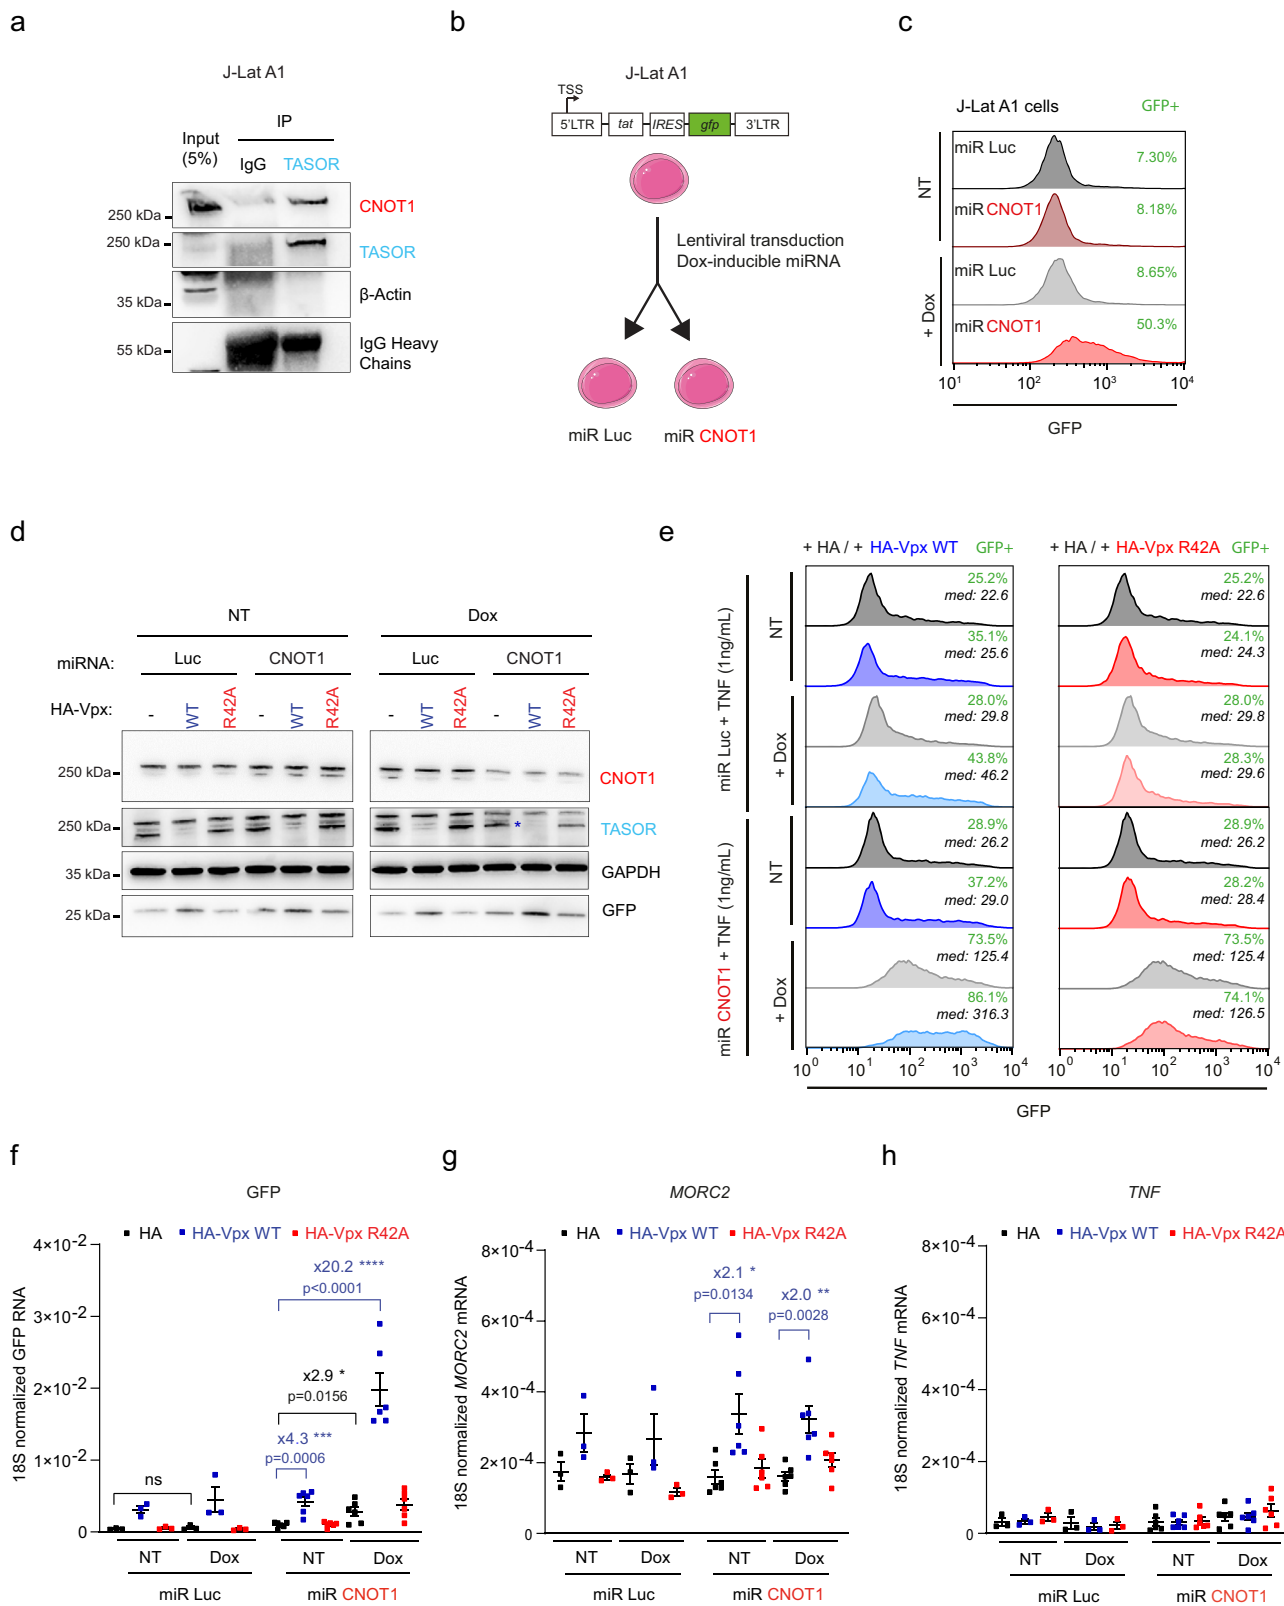 a
J-Lat A1
IP
Input
(5%)
IgG TASOR
250 kDa CNOT1
250 kDa TASOR
35 kDa β-Actin
55 kDa IgG Heavy
Chains
b
J-Lat A1
TSS
5'LTR tat IRES gfp 3'LTR
Lentiviral transduction
Dox-inducible miRNA
miR Luc miR CNOT1
c
J-Lat A1 cells GFP+
NT
miR Luc 7.30%
miR CNOT1 8.18%
+ Dox
miR Luc 8.65%
miR CNOT1 50.3%
10¹ 10² 10³ 10⁴
GFP
d
NT Dox
miRNA: Luc CNOT1 Luc CNOT1
HA-Vpx: - WT R42A - WT R42A - WT R42A - WT R42A
250 kDa CNOT1
250 kDa * TASOR
35 kDa GAPDH
25 kDa GFP
e
+ HA / + HA-Vpx WT GFP+ + HA / + HA-Vpx R42A GFP+
miR Luc + TNF (1ng/mL)
NT
25.2% 25.2%
med: 22.6 med: 22.6
35.1% 24.1%
med: 25.6 med: 24.3
+ Dox
28.0% 28.0%
med: 29.8 med: 29.8
43.8% 28.3%
med: 46.2 med: 29.6
miR CNOT1 + TNF (1ng/mL)
NT
28.9% 28.9%
med: 26.2 med: 26.2
37.2% 28.2%
med: 29.0 med: 28.4
+ Dox
73.5% 73.5%
med: 125.4 med: 125.4
86.1% 74.1%
med: 316.3 med: 126.5
10⁰ 10¹ 10² 10³ 10⁴ 10⁰ 10¹ 10² 10³ 10⁴
GFP
f
GFP
HA HA-Vpx WT HA-Vpx R42A
18S normalized GFP RNA
4×10⁻²
3×10⁻²
2×10⁻²
1×10⁻²
0
x20.2 ****
p<0.0001
x2.9 *
p=0.0156
x4.3 ***
p=0.0006
ns
NT Dox NT Dox
miR Luc miR CNOT1
g
MORC2
HA HA-Vpx WT HA-Vpx R42A
18S normalized MORC2 mRNA
8×10⁻⁴
6×10⁻⁴
4×10⁻⁴
2×10⁻⁴
0
x2.1 *
p=0.0134
x2.0 **
p=0.0028
NT Dox NT Dox
miR Luc miR CNOT1
h
TNF
HA HA-Vpx WT HA-Vpx R42A
18S normalized TNF mRNA
8×10⁻⁴
6×10⁻⁴
4×10⁻⁴
2×10⁻⁴
0
NT Dox NT Dox
miR Luc miR CNOT1